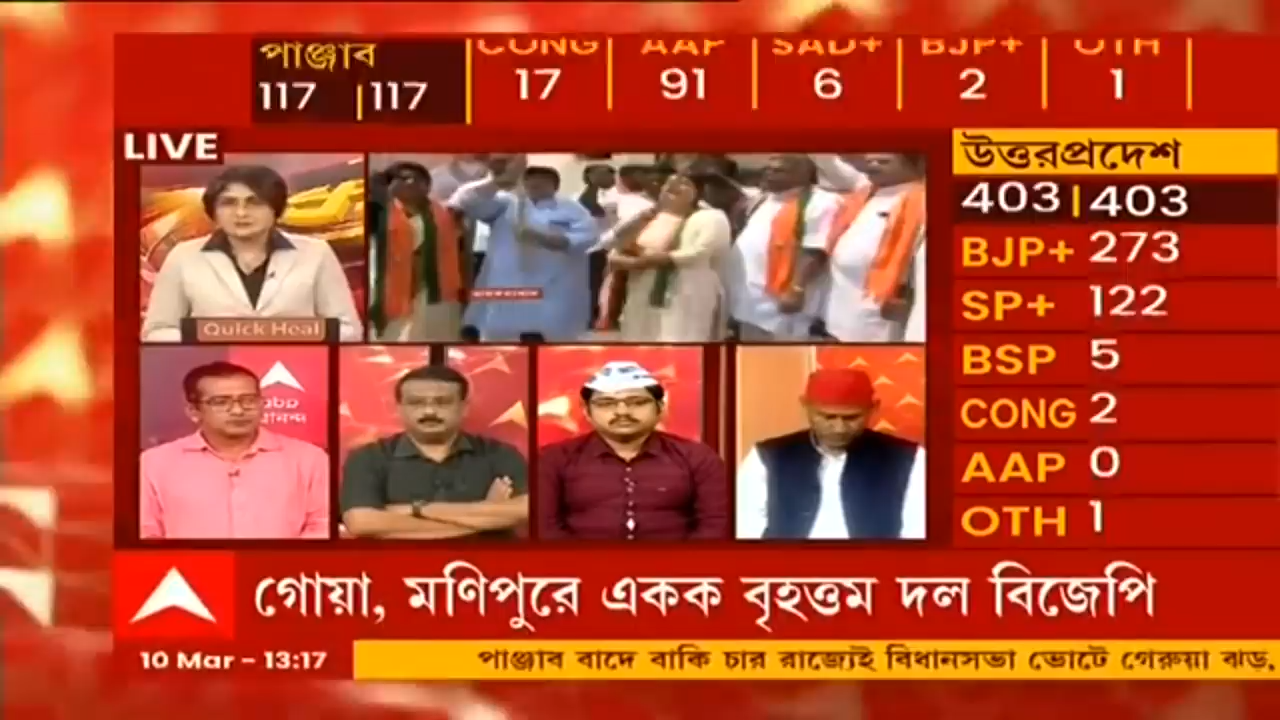 পাঞ্জাব CONG AAP SAD+ BJP+ OTH
117 | 117 17 91 6 2 1
LIVE
উত্তরপ্রদেশ
403 | 403
BJP+ 273
SP+ 122
BSP 5
CONG 2
AAP 0
OTH 1
Quick Heal
abp
গোয়া, মণিপুরে একক বৃহত্তম দল বিজেপি
10 Mar - 13:17
পাঞ্জাব বাদে বাকি চার রাজ্যেই বিধানসভা ভোটে গেরুয়া ঝড়,